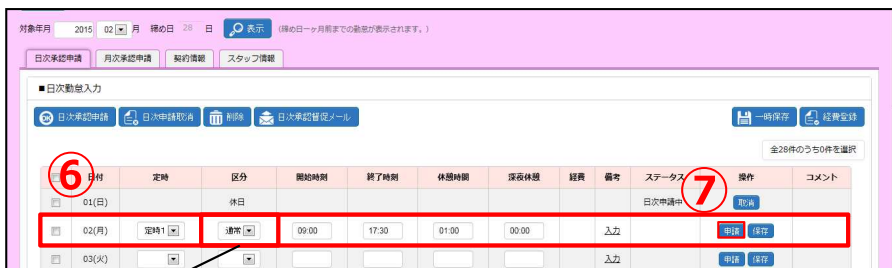 対象年月 2015 02 月 締め日 20 日 表示 (締め日一ヶ月前までの勤怠が表示されます。)
日次承認申請 月次承認申請 契約情報 スタッフ情報
■日次勤怠入力
OK 日次承認申請 日次申請取消 削除 日次承認督促メール 一時保存 経費登録
全28件のうち0件を選択
⑥ 日付 定時 区分 開始時刻 終了時刻 休憩時間 深夜休憩 経費 備考 ステータス ⑦ 操作 コメント
01(日) 休日 日次申請中 取消
02(月) 定時1 通常 09:00 17:30 01:00 00:00 入力 申請 保存
03(火) 入力 申請 保存